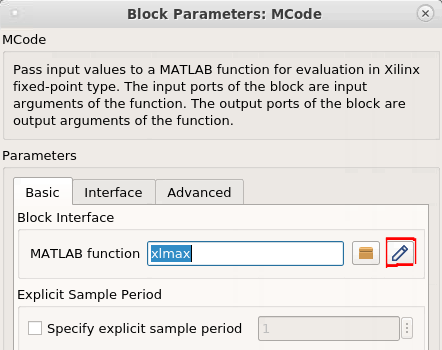 Block Parameters: MCode
MCode
Pass input values to a MATLAB function for evaluation in Xilinx
fixed-point type. The input ports of the block are input
arguments of the function. The output ports of the block are
output arguments of the function.
Parameters
Basic Interface Advanced
Block Interface
MATLAB function xlmax
Explicit Sample Period
Specify explicit sample period 1